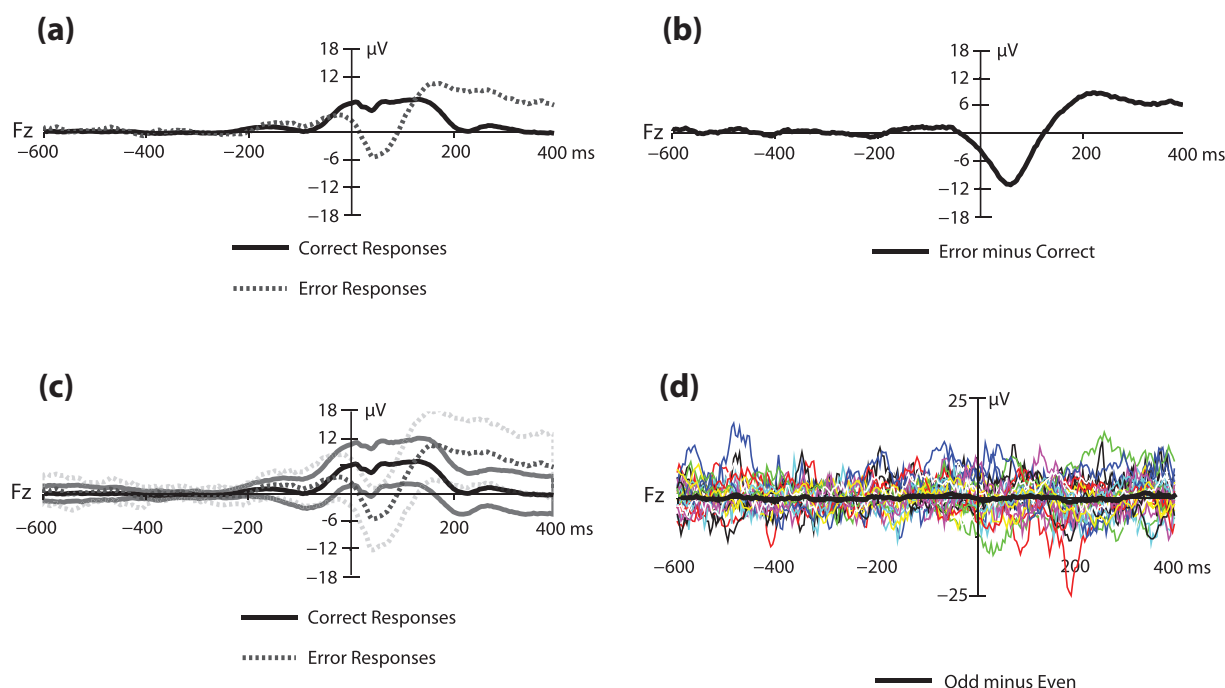 (a)
18
µV
12
6
Fz
−600
−400
−200
200
400 ms
−6
−12
−18
Correct Responses
Error Responses
(b)
18
µV
12
6
Fz
−600
−400
−200
200
400 ms
−6
−12
−18
Error minus Correct
(c)
18
µV
12
6
Fz
−600
−400
−200
200
400 ms
−6
−12
−18
Correct Responses
Error Responses
(d)
25
µV
Fz
−600
−400
−200
200
400 ms
−25
Odd minus Even